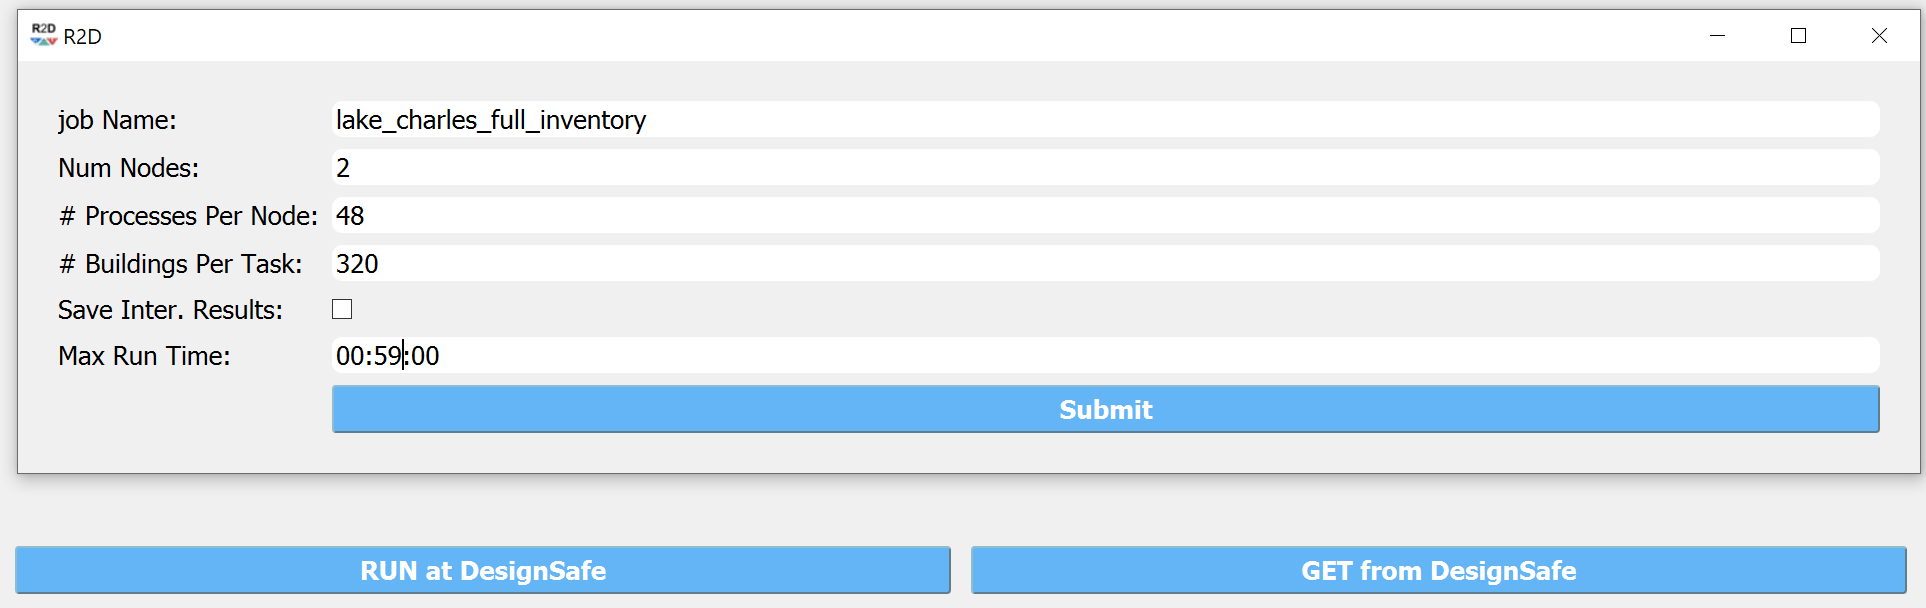 R2D R2D
job Name: lake_charles_full_inventory
Num Nodes: 2
# Processes Per Node: 48
# Buildings Per Task: 320
Save Inter. Results:
Max Run Time: 00:59:00
Submit
RUN at DesignSafe GET from DesignSafe